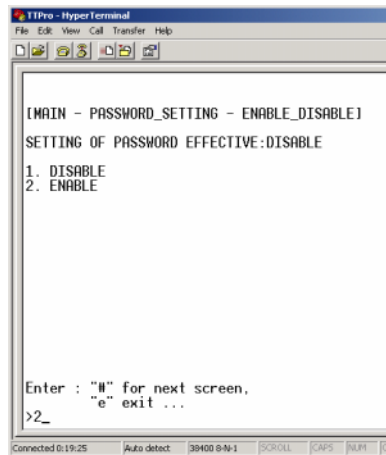 TTPro - HyperTerminal
File Edit View Call Transfer Help
[MAIN - PASSWORD_SETTING - ENABLE_DISABLE]
SETTING OF PASSWORD EFFECTIVE:DISABLE
1. DISABLE
2. ENABLE
Enter : "#" for next screen,
"e" exit ...
>2_
Connected 0:19:25 Auto detect 38400 8-N-1 SCROLL CAPS NUM